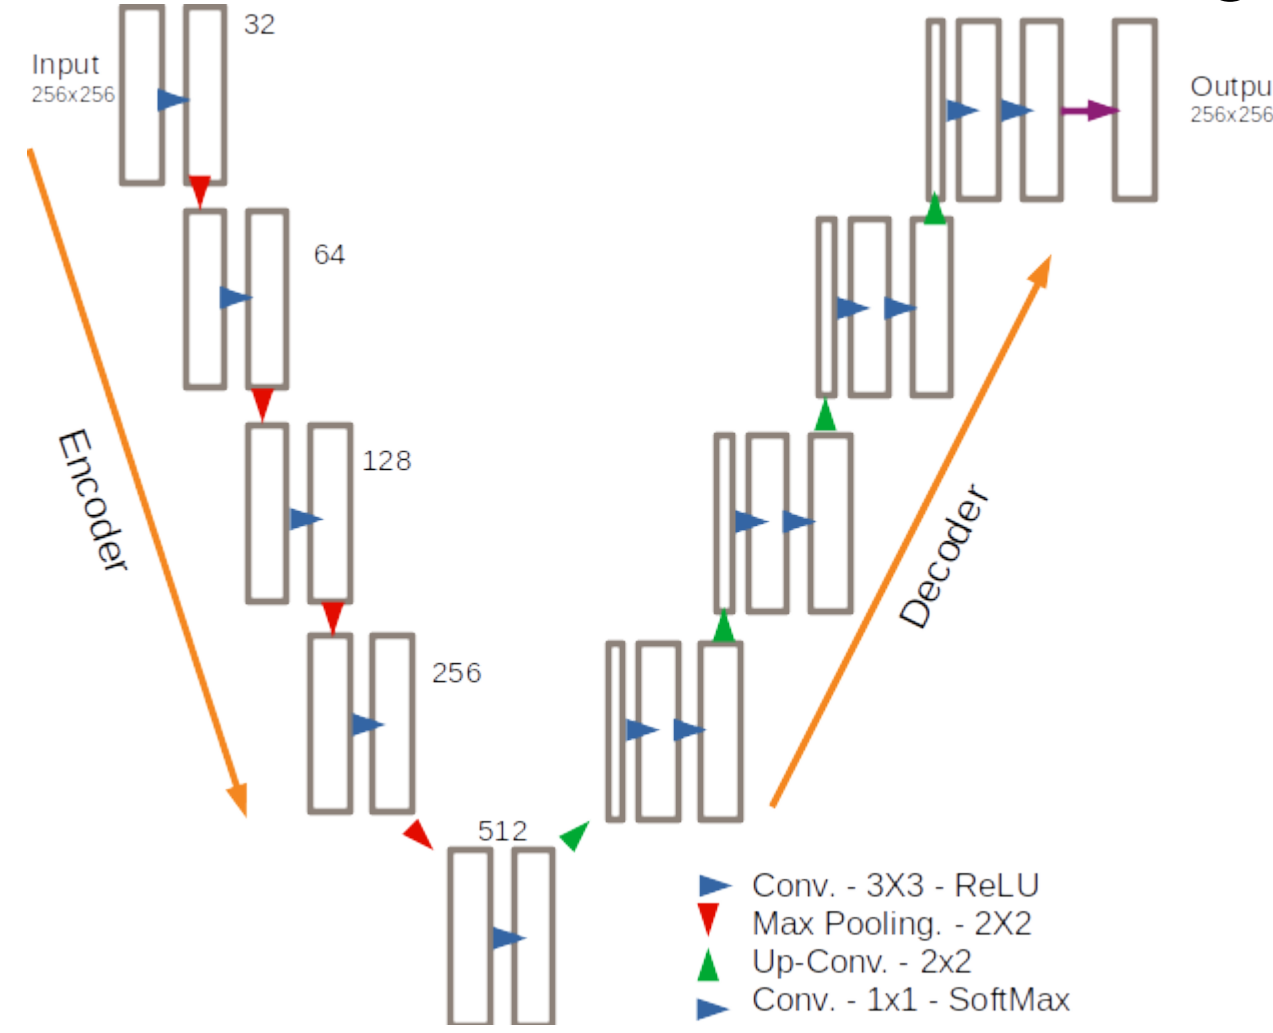 32
Input
256x256
Outpu
256x256
64
Encoder
128
Decoder
256
512
Conv. - 3X3 - ReLU
Max Pooling. - 2X2
Up-Conv. - 2x2
Conv. - 1x1 - SoftMax